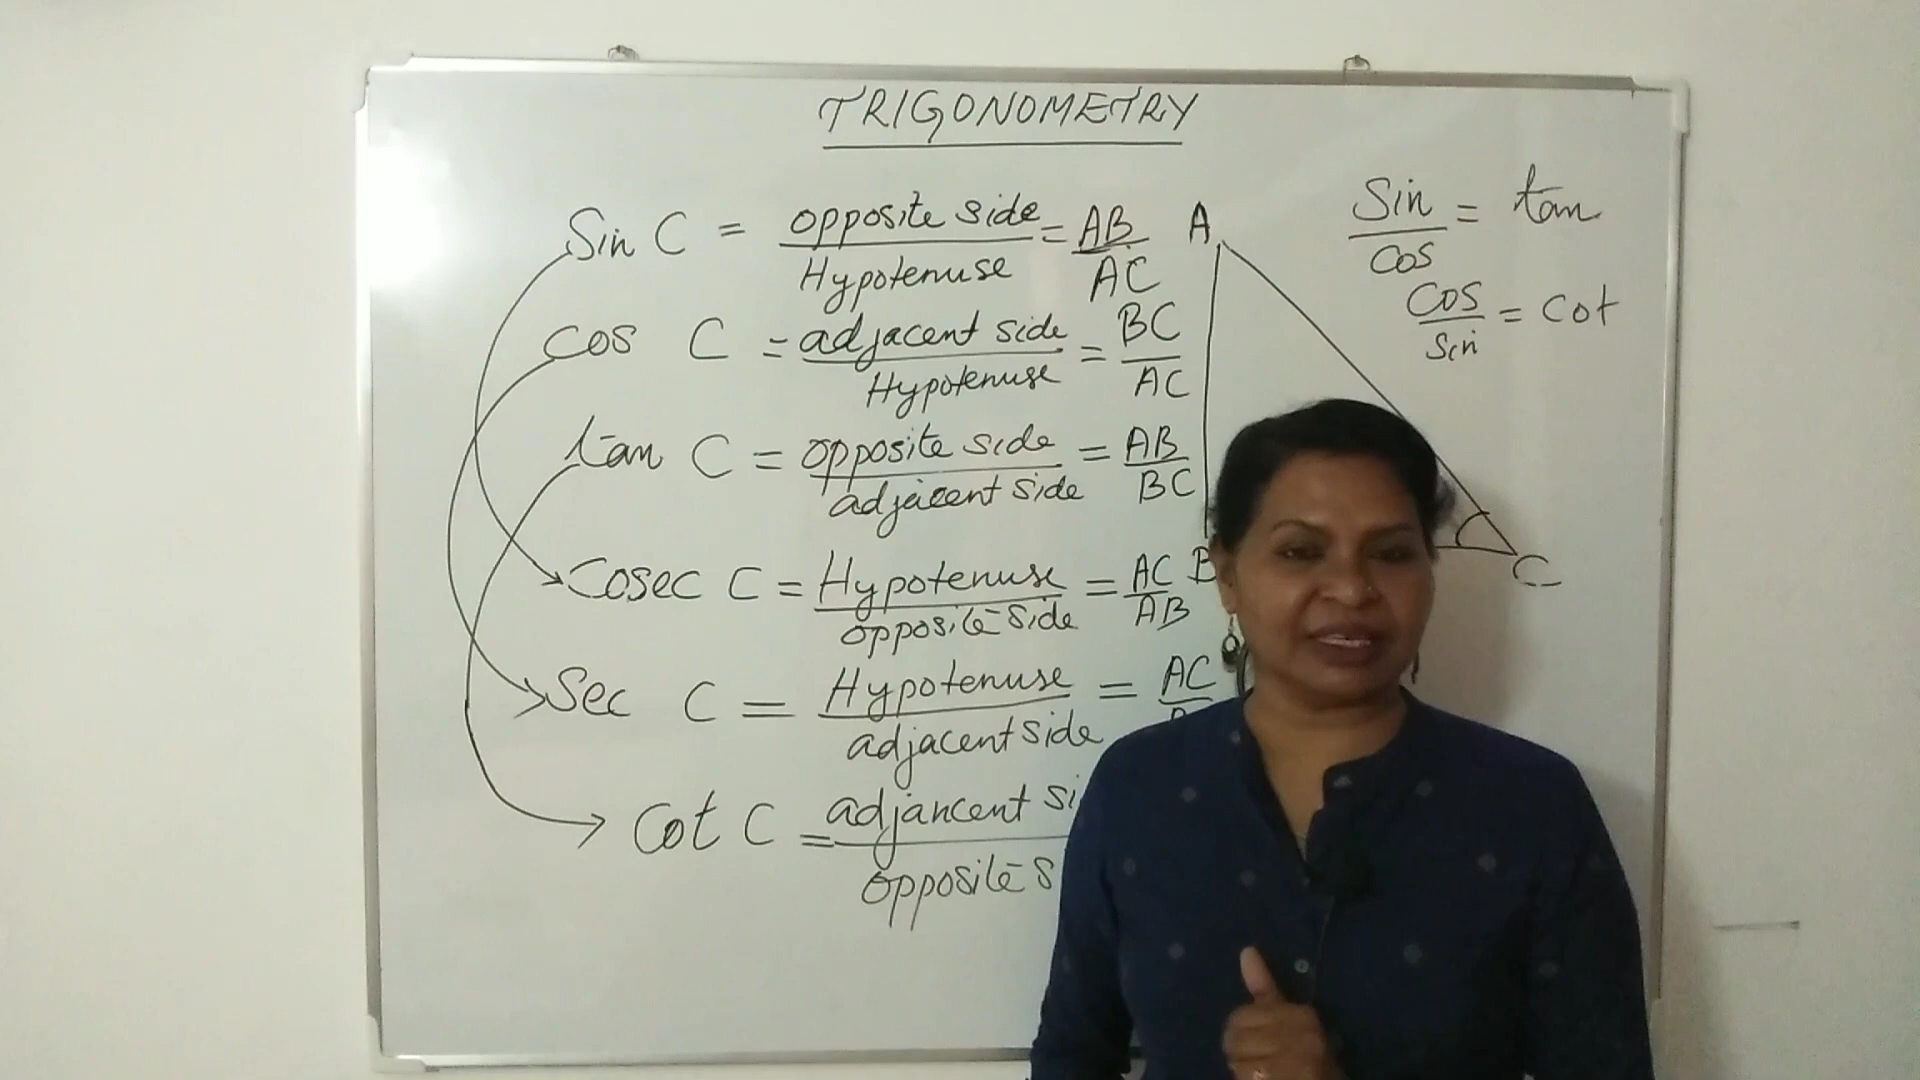 TRIGONOMETRY
Sin C = opposite side / Hypotenuse = AB / AC
cos C = adjacent side / Hypotenuse = BC / AC
tan C = opposite side / adjacent side = AB / BC
Cosec C = Hypotenuse / opposite side = AC / AB
Sec C = Hypotenuse / adjacent side = AC
Cot C = adjancent si / opposite s
A
B
C
Sin / cos = tan
cos / sin = cot